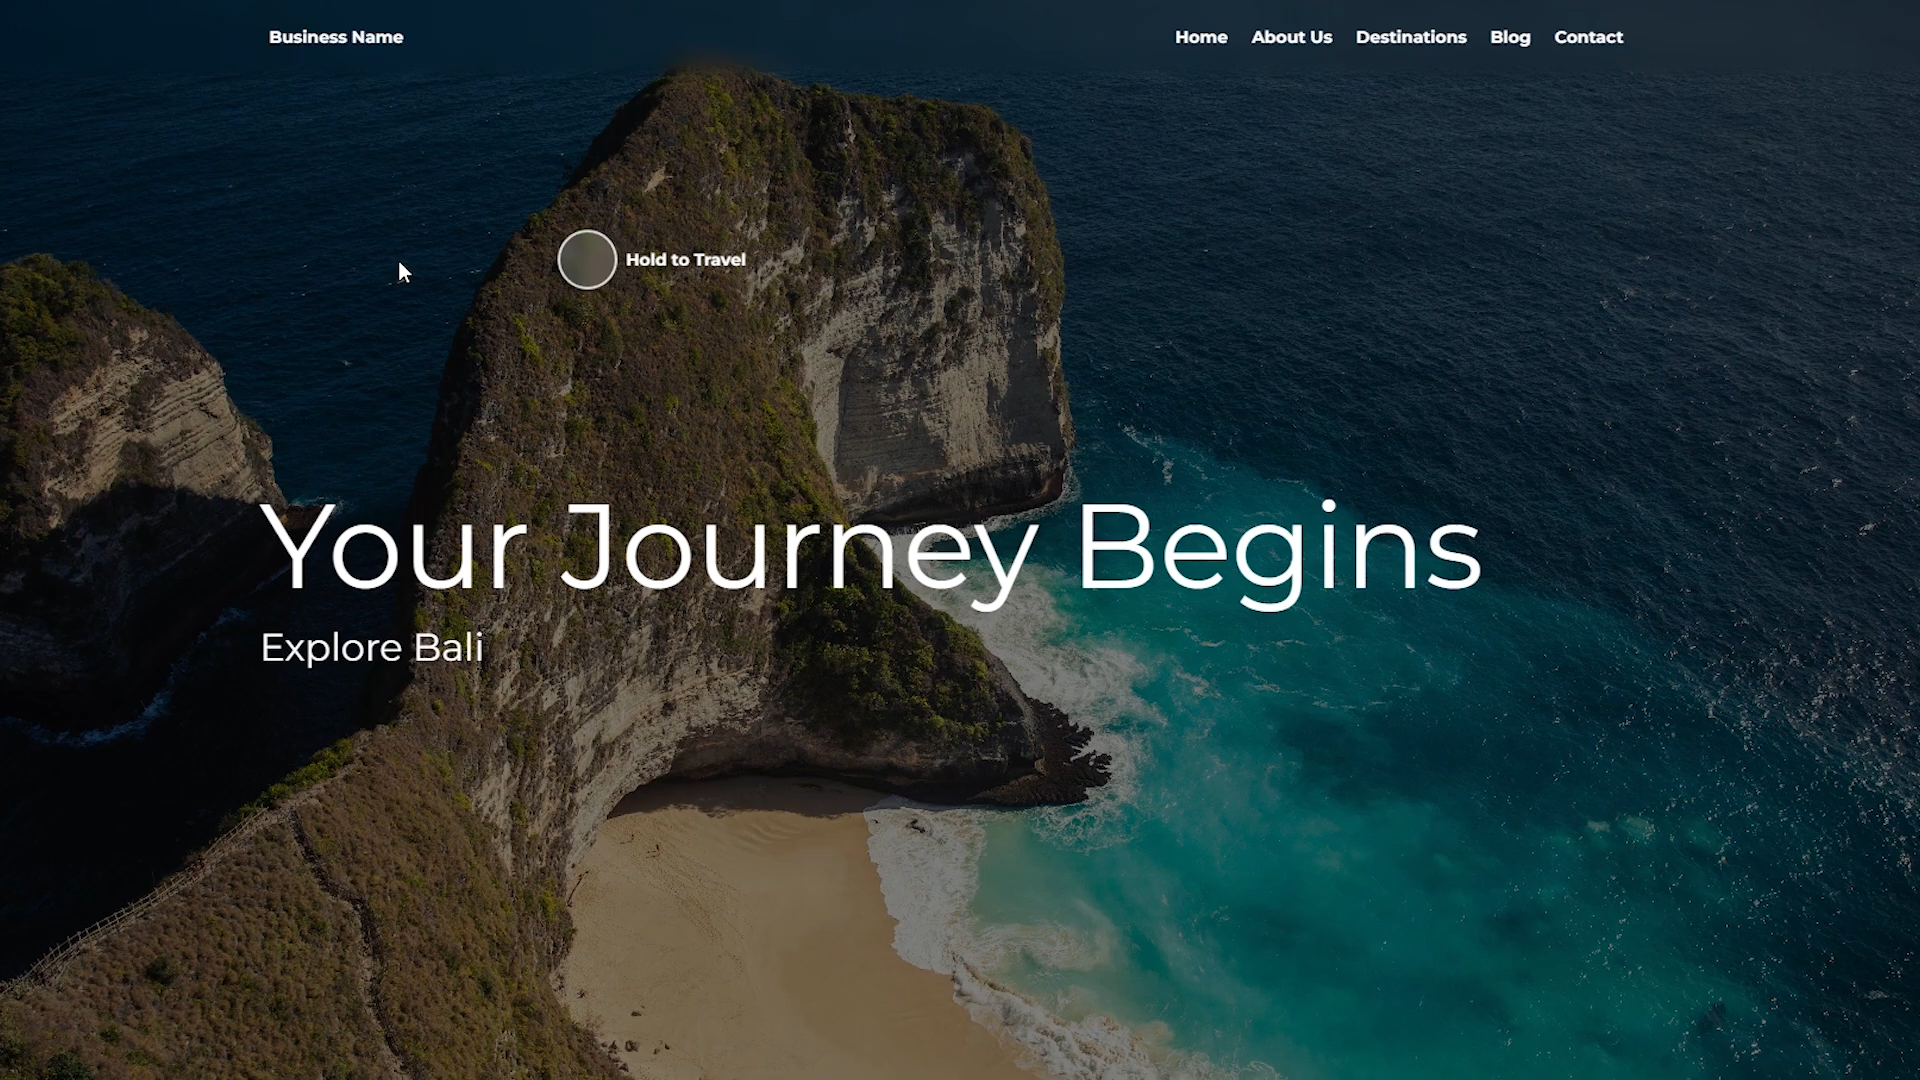 Business Name
Home About Us Destinations Blog Contact
Hold to Travel
Your Journey Begins
Explore Bali